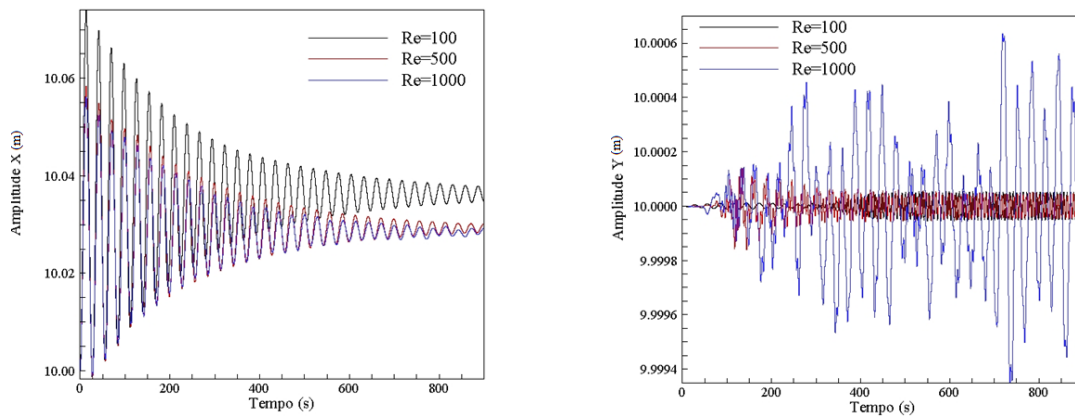 Re=100
Re=500
Re=1000
10.06
10.04
10.02
10.00
Amplitude X (m)
0
200
400
600
800
Tempo (s)
Re=100
Re=500
Re=1000
10.0006
10.0004
10.0002
10.0000
9.9998
9.9996
9.9994
Amplitude Y (m)
0
200
400
600
800
Tempo (s)